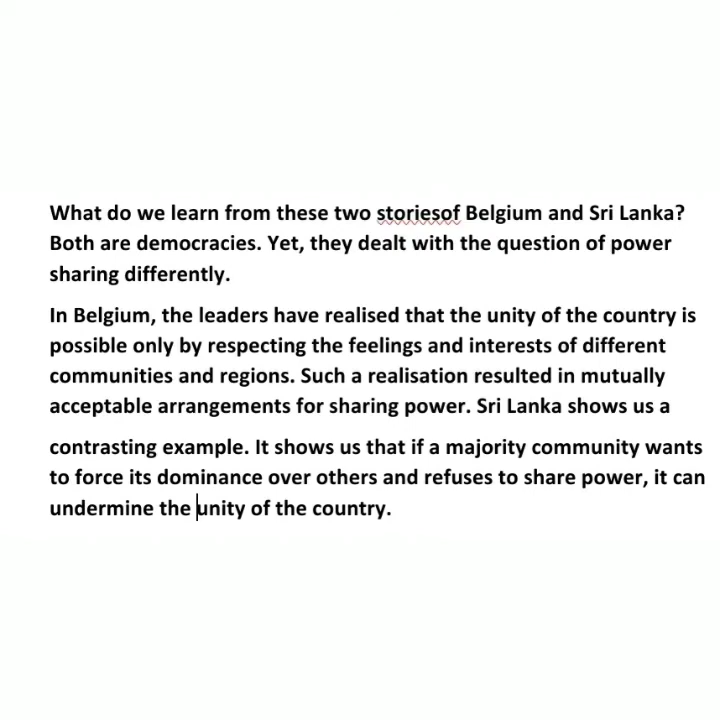 What do we learn from these two storiesof Belgium and Sri Lanka?
Both are democracies. Yet, they dealt with the question of power
sharing differently.
In Belgium, the leaders have realised that the unity of the country is
possible only by respecting the feelings and interests of different
communities and regions. Such a realisation resulted in mutually
acceptable arrangements for sharing power. Sri Lanka shows us a
contrasting example. It shows us that if a majority community wants
to force its dominance over others and refuses to share power, it can
undermine the unity of the country.